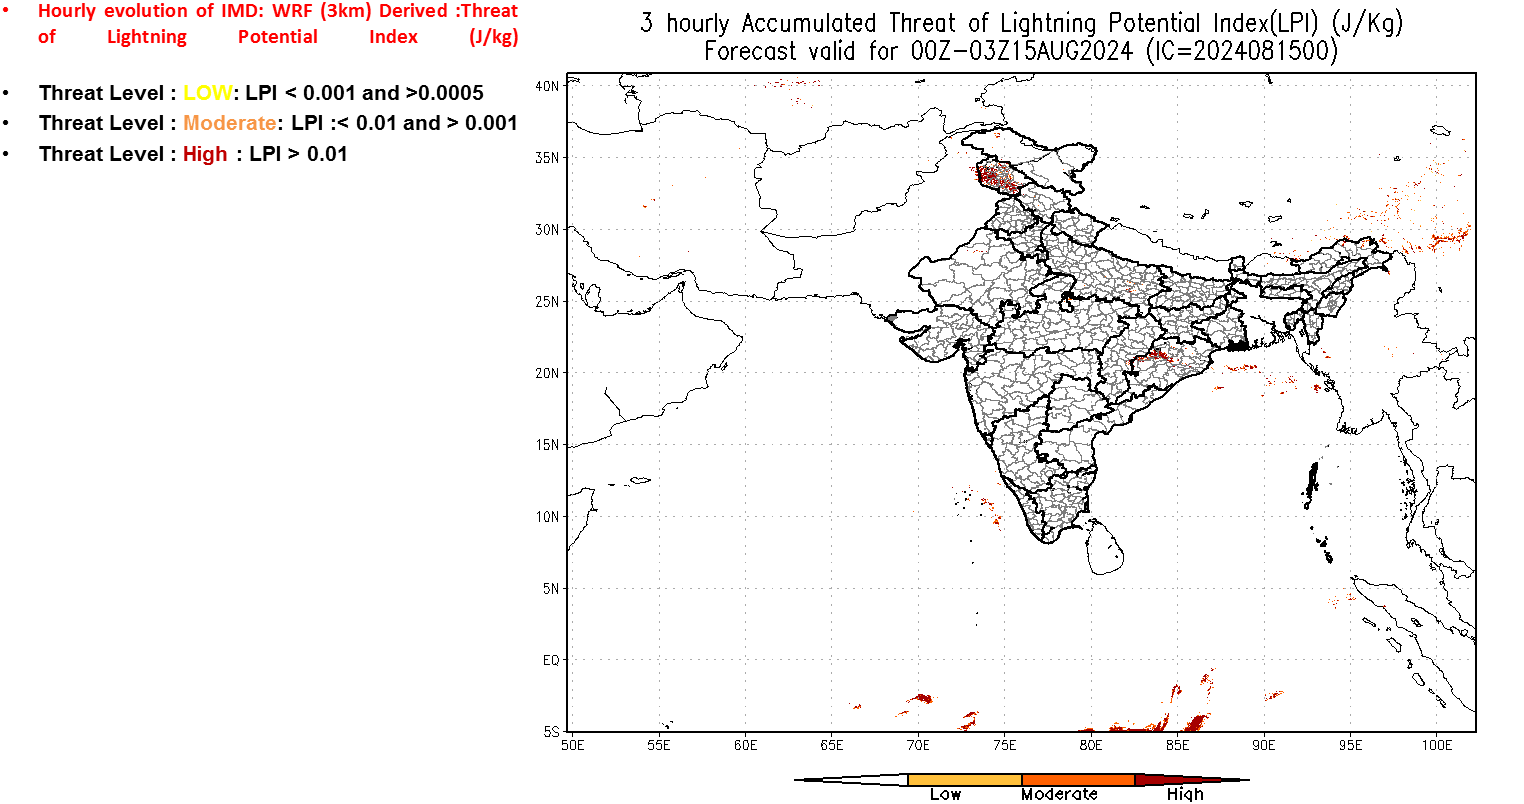 • Hourly evolution of IMD: WRF (3km) Derived :Threat
of Lightning Potential Index (J/kg)
• Threat Level : LOW: LPI < 0.001 and >0.0005
• Threat Level : Moderate: LPI :< 0.01 and > 0.001
• Threat Level : High : LPI > 0.01
3 hourly Accumulated Threat of Lightning Potential Index(LPI) (J/Kg)
Forecast valid for 00Z-03Z15AUG2024 (IC=2024081500)
40N
35N
30N
25N
20N
15N
10N
5N
EQ
5S
50E 55E 60E 65E 70E 75E 80E 85E 90E 95E 100E
Low Moderate High